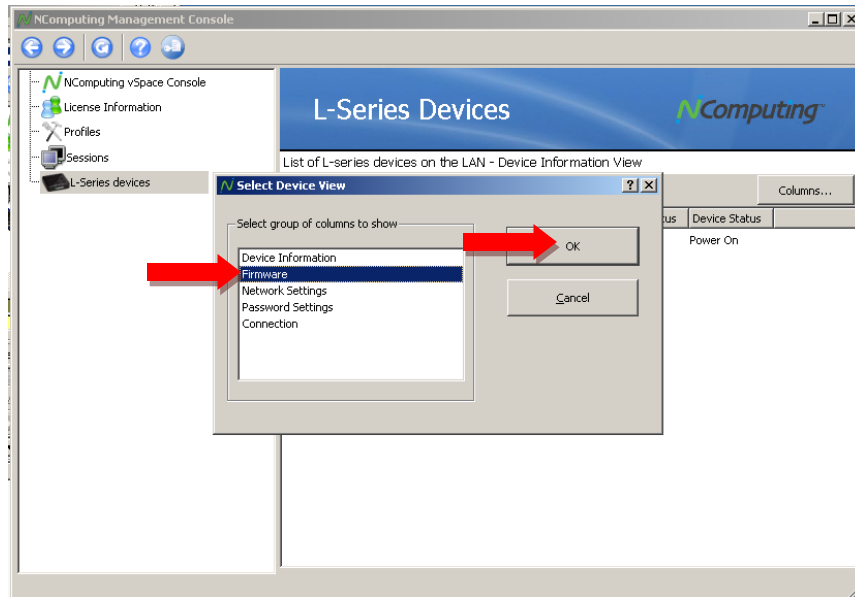 NComputing Management Console
NComputing vSpace Console
License Information
Profiles
Sessions
L-Series devices
L-Series Devices
NComputing™
List of L-series devices on the LAN - Device Information View
Columns...
tus Device Status
Power On
Select Device View
Select group of columns to show
Device Information
Firmware
Network Settings
Password Settings
Connection
OK
Cancel